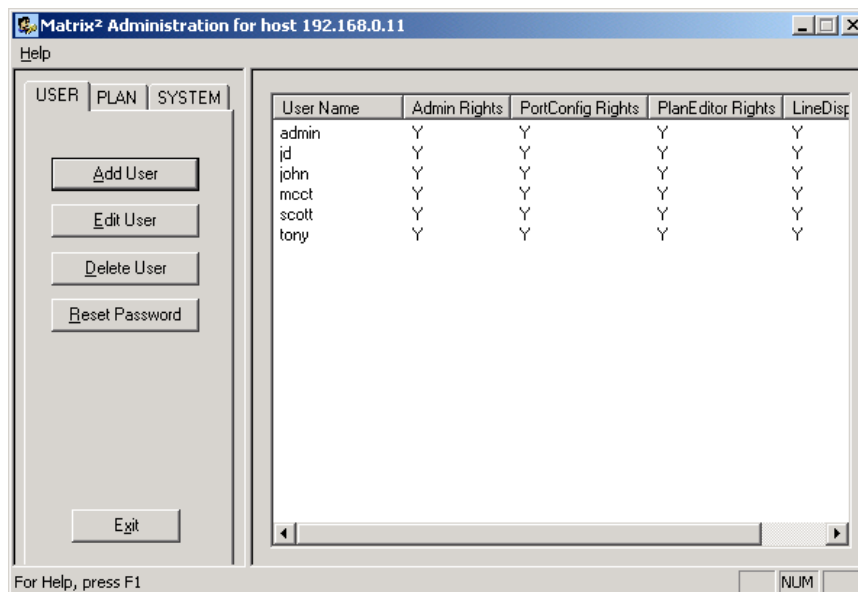 Matrix² Administration for host 192.168.0.11
Help
USER PLAN SYSTEM
Add User
Edit User
Delete User
Reset Password
Exit
User Name Admin Rights PortConfig Rights PlanEditor Rights LineDisp
admin Y Y Y Y
jd Y Y Y Y
john Y Y Y Y
mcct Y Y Y Y
scott Y Y Y Y
tony Y Y Y Y
For Help, press F1 NUM